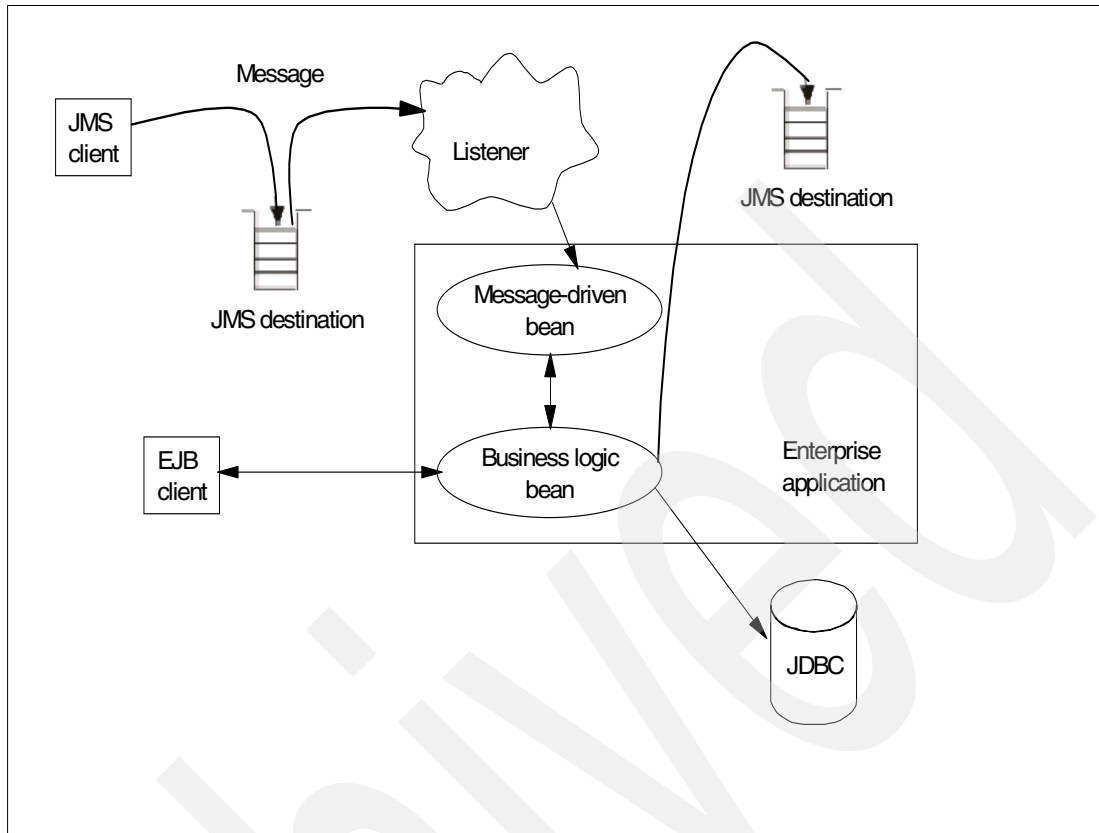 Message
JMS
client
Listener
JMS destination
JMS destination
Message-driven
bean
EJB
client
Business logic
bean
Enterprise
application
JDBC
hived